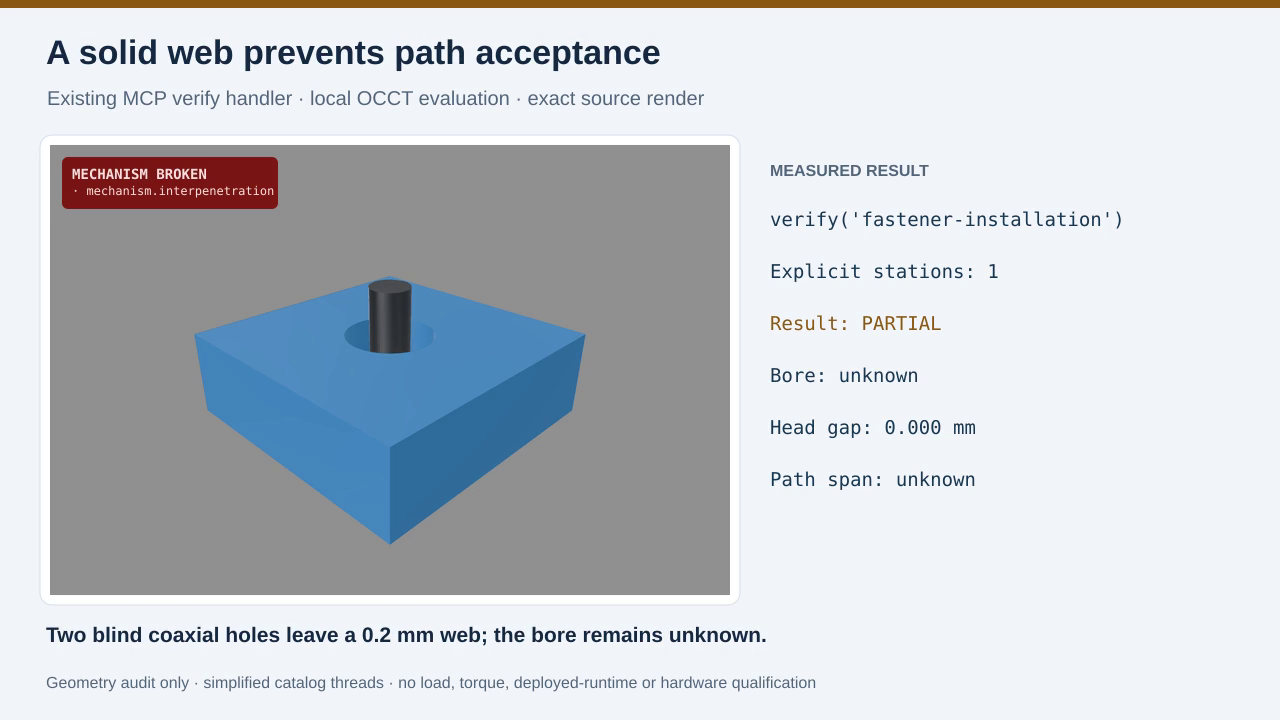 A solid web prevents path acceptance
Existing MCP verify handler · local OCCT evaluation · exact source render
MECHANISM BROKEN
· mechanism.interpenetration
MEASURED RESULT
verify('fastener-installation')
Explicit stations: 1
Result: PARTIAL
Bore: unknown
Head gap: 0.000 mm
Path span: unknown
Two blind coaxial holes leave a 0.2 mm web; the bore remains unknown.
Geometry audit only · simplified catalog threads · no load, torque, deployed-runtime or hardware qualification